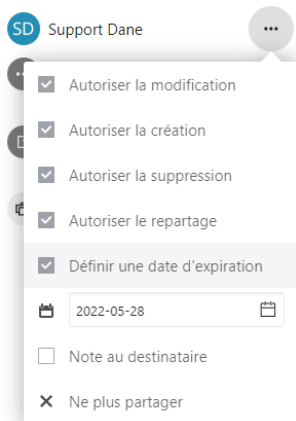 SD Support Dane
Autoriser la modification
Autoriser la création
Autoriser la suppression
Autoriser le repartage
Définir une date d'expiration
2022-05-28
Note au destinataire
Ne plus partager